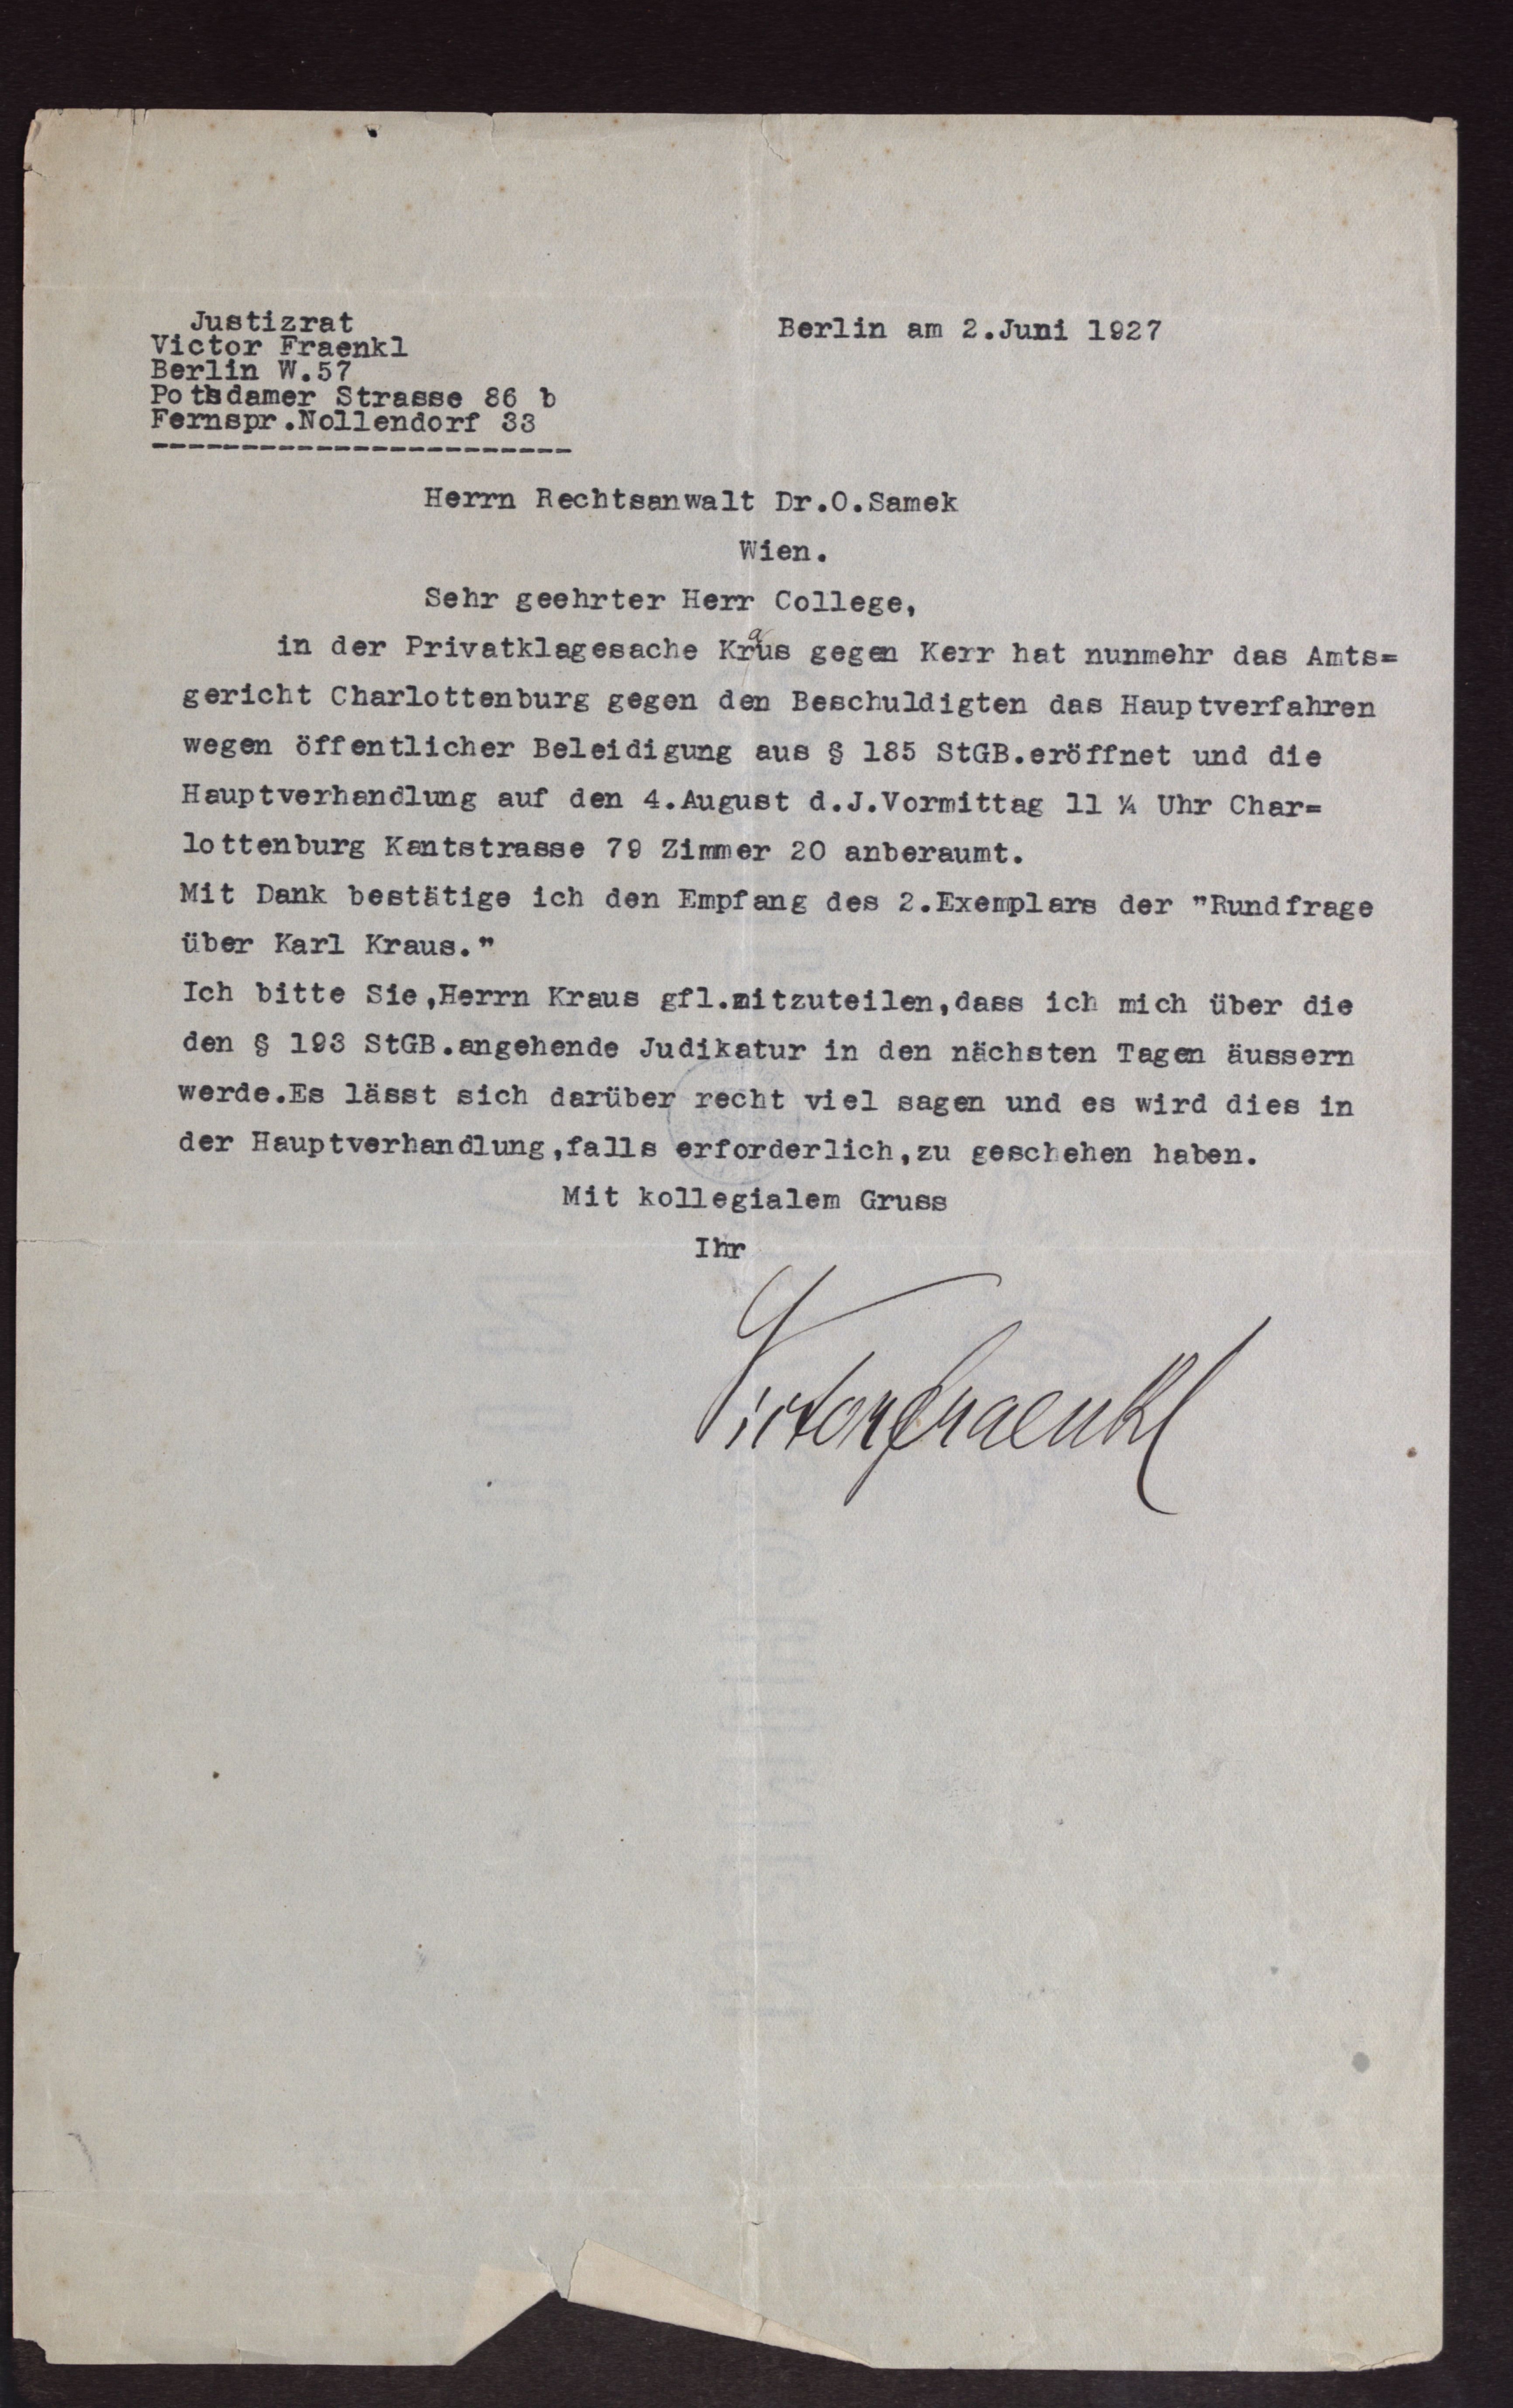 Justizrat
Victor Fraenkl
Berlin W.57
Potsdamer Strasse 86 b
Fernspr.Nollendorf 33
Berlin am 2.Juni 1927
Herrn Rechtsanwalt Dr.O.Samek
Wien.
Sehr geehrter Herr College,
in der Privatklagesache Kraus gegen Kerr hat nunmehr das Amts=
gericht Charlottenburg gegen den Beschuldigten das Hauptverfahren
wegen öffentlicher Beleidigung aus § 185 StGB.eröffnet und die
Hauptverhandlung auf den 4.August d.J.Vormittag 11 ¼ Uhr Char=
lottenburg Kantstrasse 79 Zimmer 20 anberaumt.
Mit Dank bestätige ich den Empfang des 2.Exemplars der "Rundfrage
über Karl Kraus."
Ich bitte Sie,Herrn Kraus gfl.mitzuteilen,dass ich mich über die
den § 193 StGB.angehende Judikatur in den nächsten Tagen äussern
werde.Es lässt sich darüber recht viel sagen und es wird dies in
der Hauptverhandlung,falls erforderlich,zu geschehen haben.
Mit kollegialem Gruss
Ihr
Victor Fraenkl